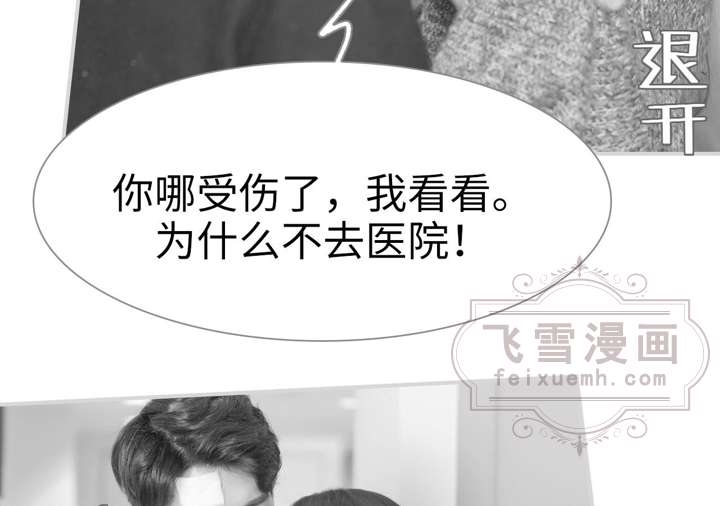 退
开
你哪受伤了，我看看。
为什么不去医院！
飞雪漫画
feixuemh.com